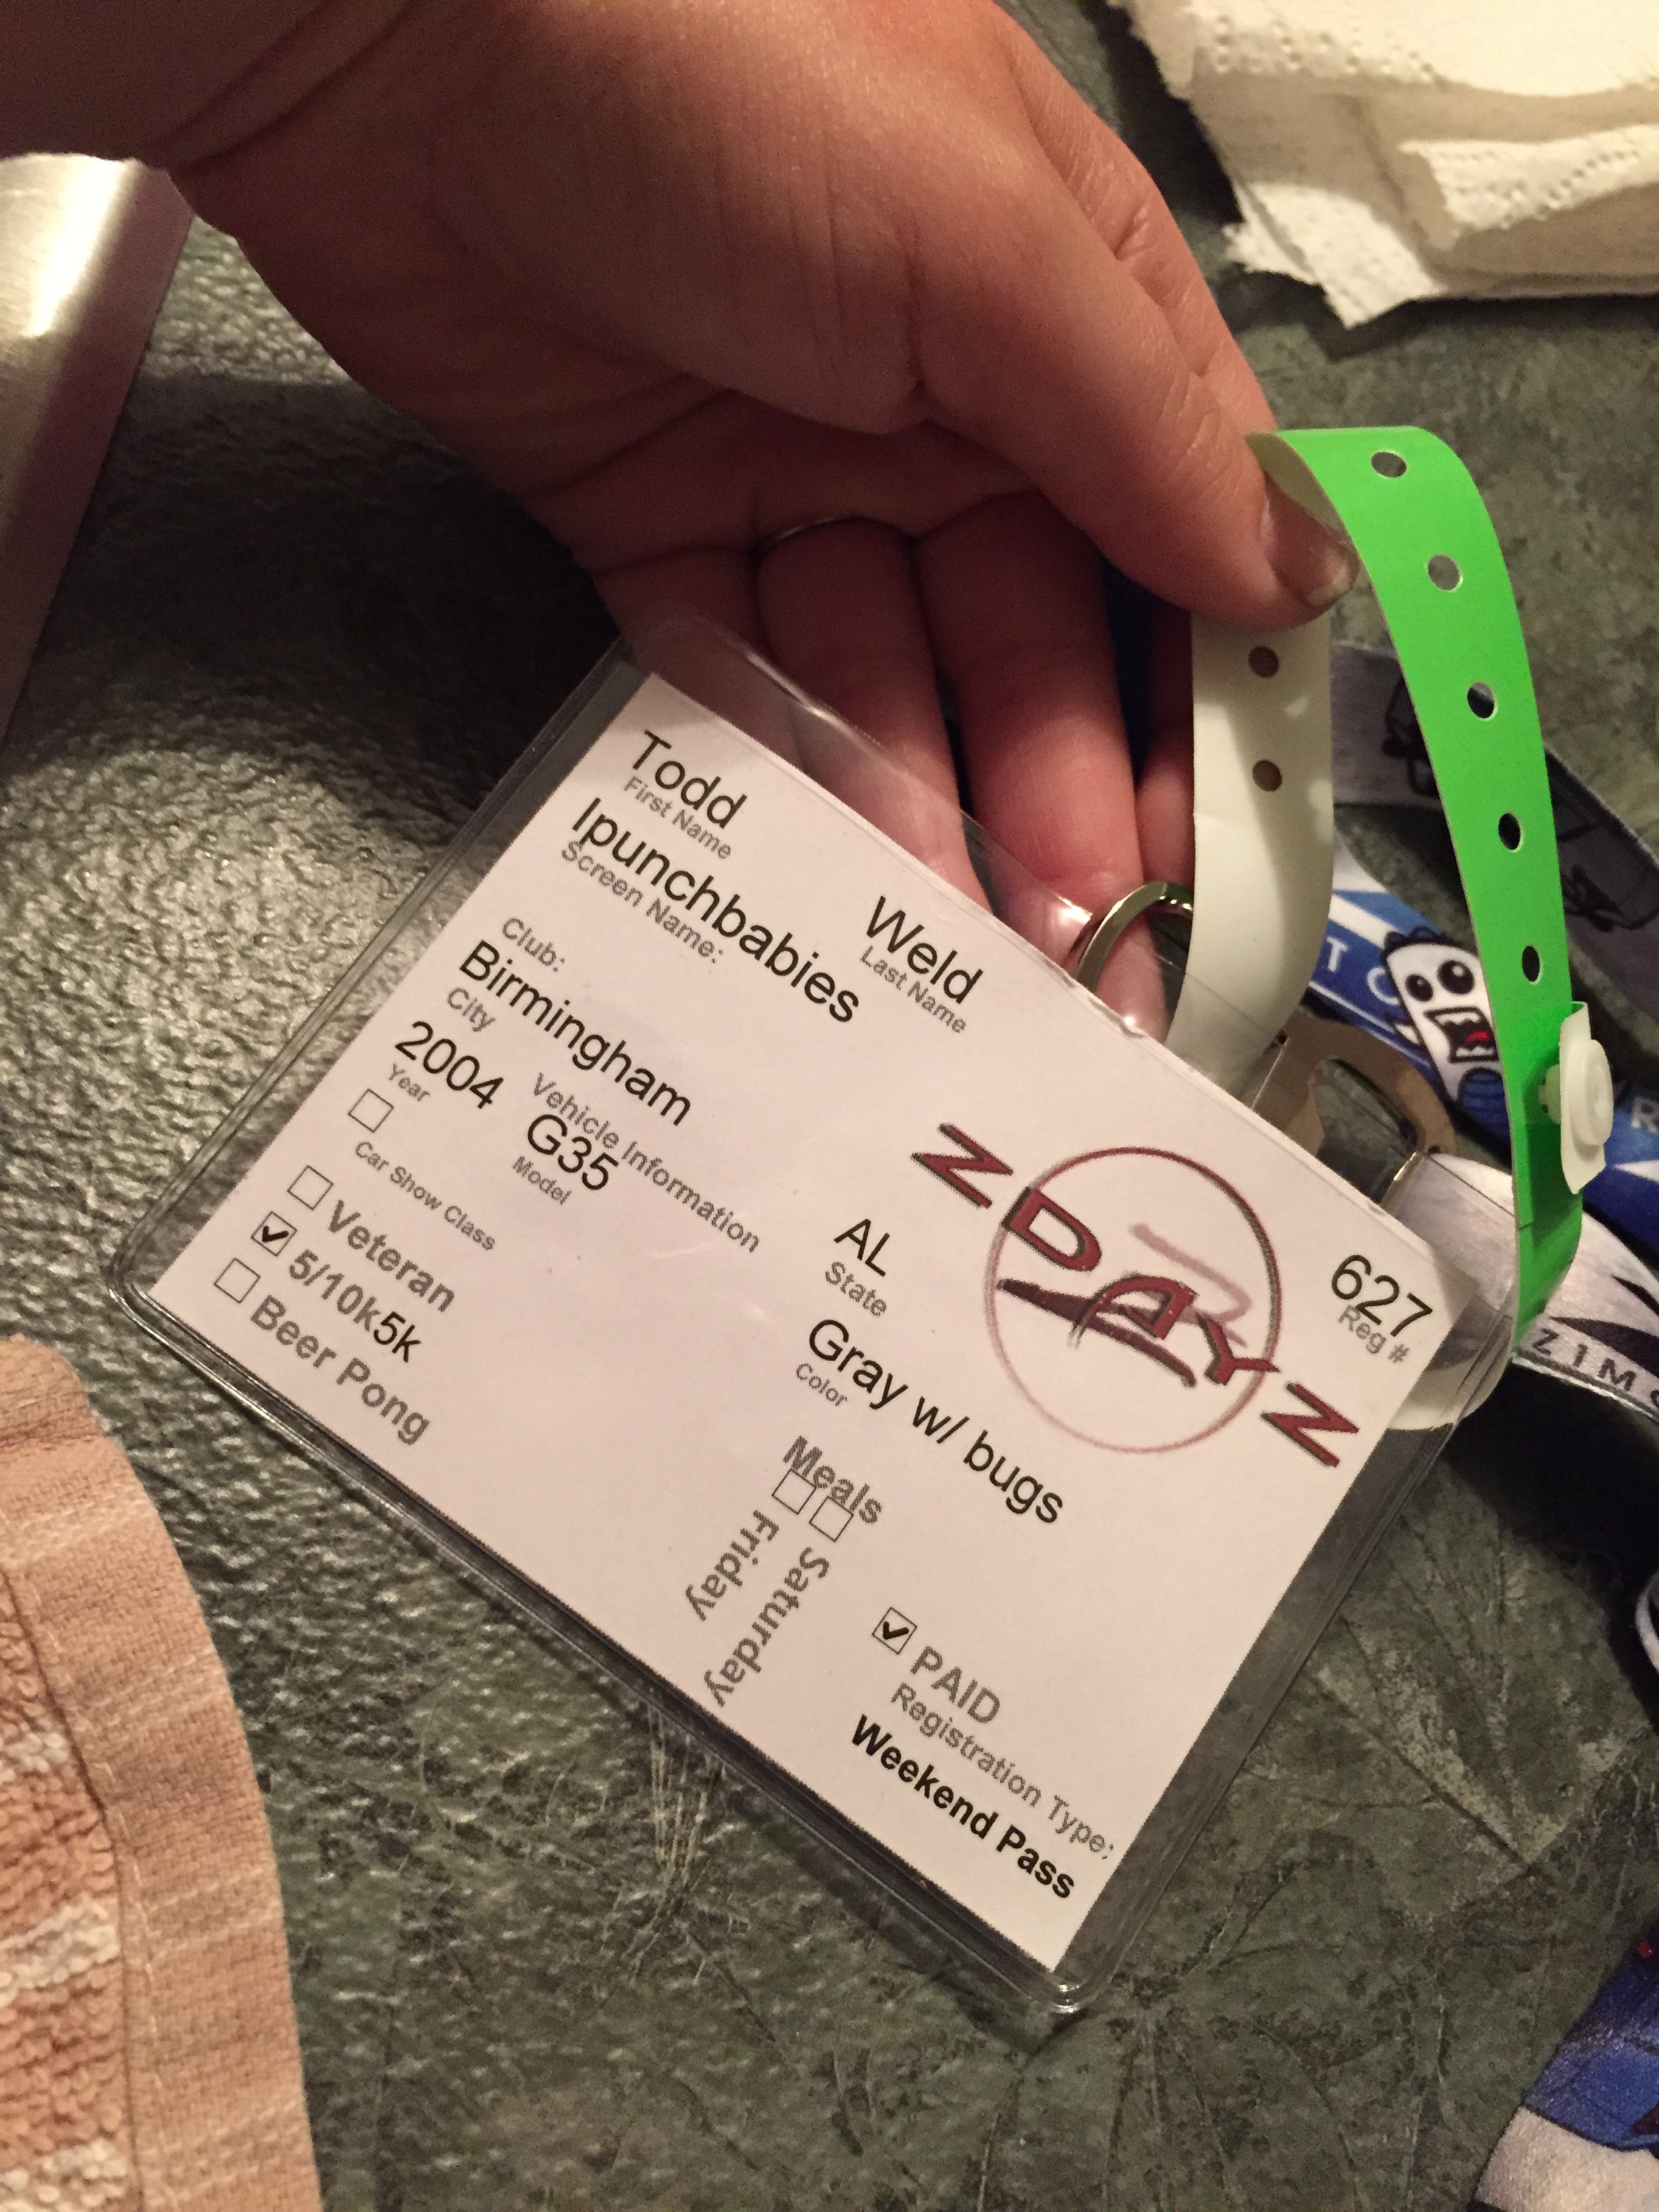 Todd
First Name
Weld
Last Name
Ipunchbabies
Screen Name:
Club:
Birmingham
City
AL
State
627
Reg #
Z DAYZ
Vehicle Information
2004
Year
G35
Model
Gray w/ bugs
Color
Car Show Class
Veteran
5/10k5k
Beer Pong
Meals
Friday
Saturday
PAID
Registration Type:
Weekend Pass